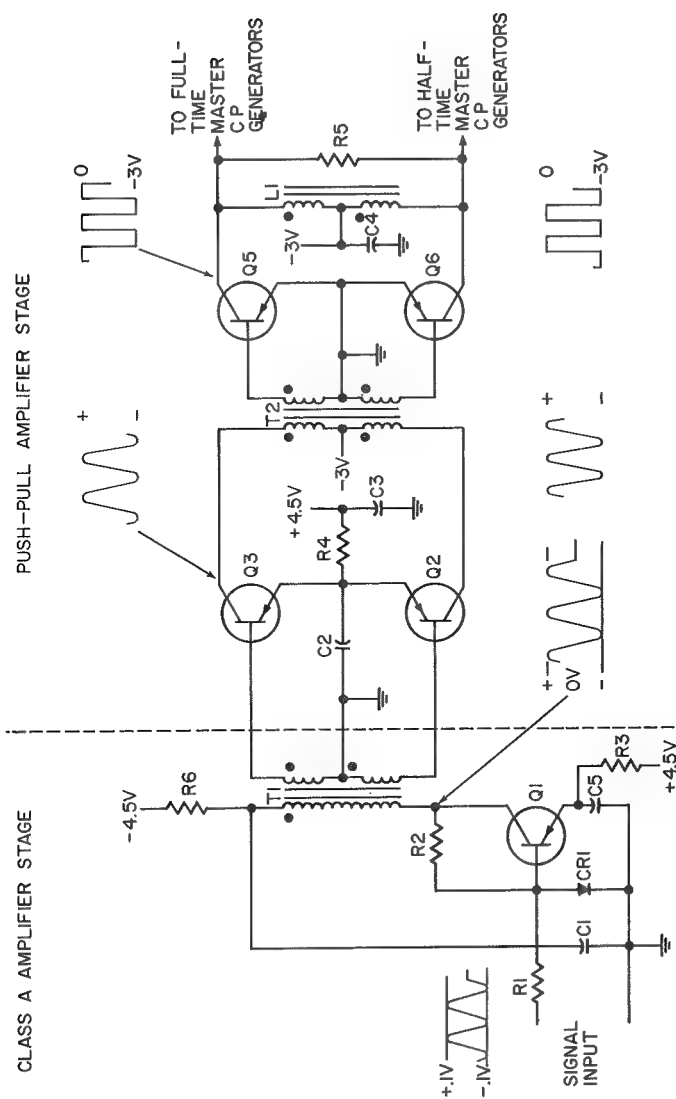 CLASS A AMPLIFIER STAGE
PUSH-PULL AMPLIFIER STAGE
-4.5V
R6
T1
R2
Q1
R3
+4.5V
C5
CR1
C1
R1
+.1V
-.1V
SIGNAL
INPUT
+
0V
-
Q3
C2
Q2
R4
+4.5V
C3
-3V
T2
+
-
+
-
Q5
Q6
-3V
C4
L1
R5
0
-3V
0
-3V
TO FULL-
TIME
MASTER
CP
GENERATORS
TO HALF-
TIME
MASTER
CP
GENERATORS